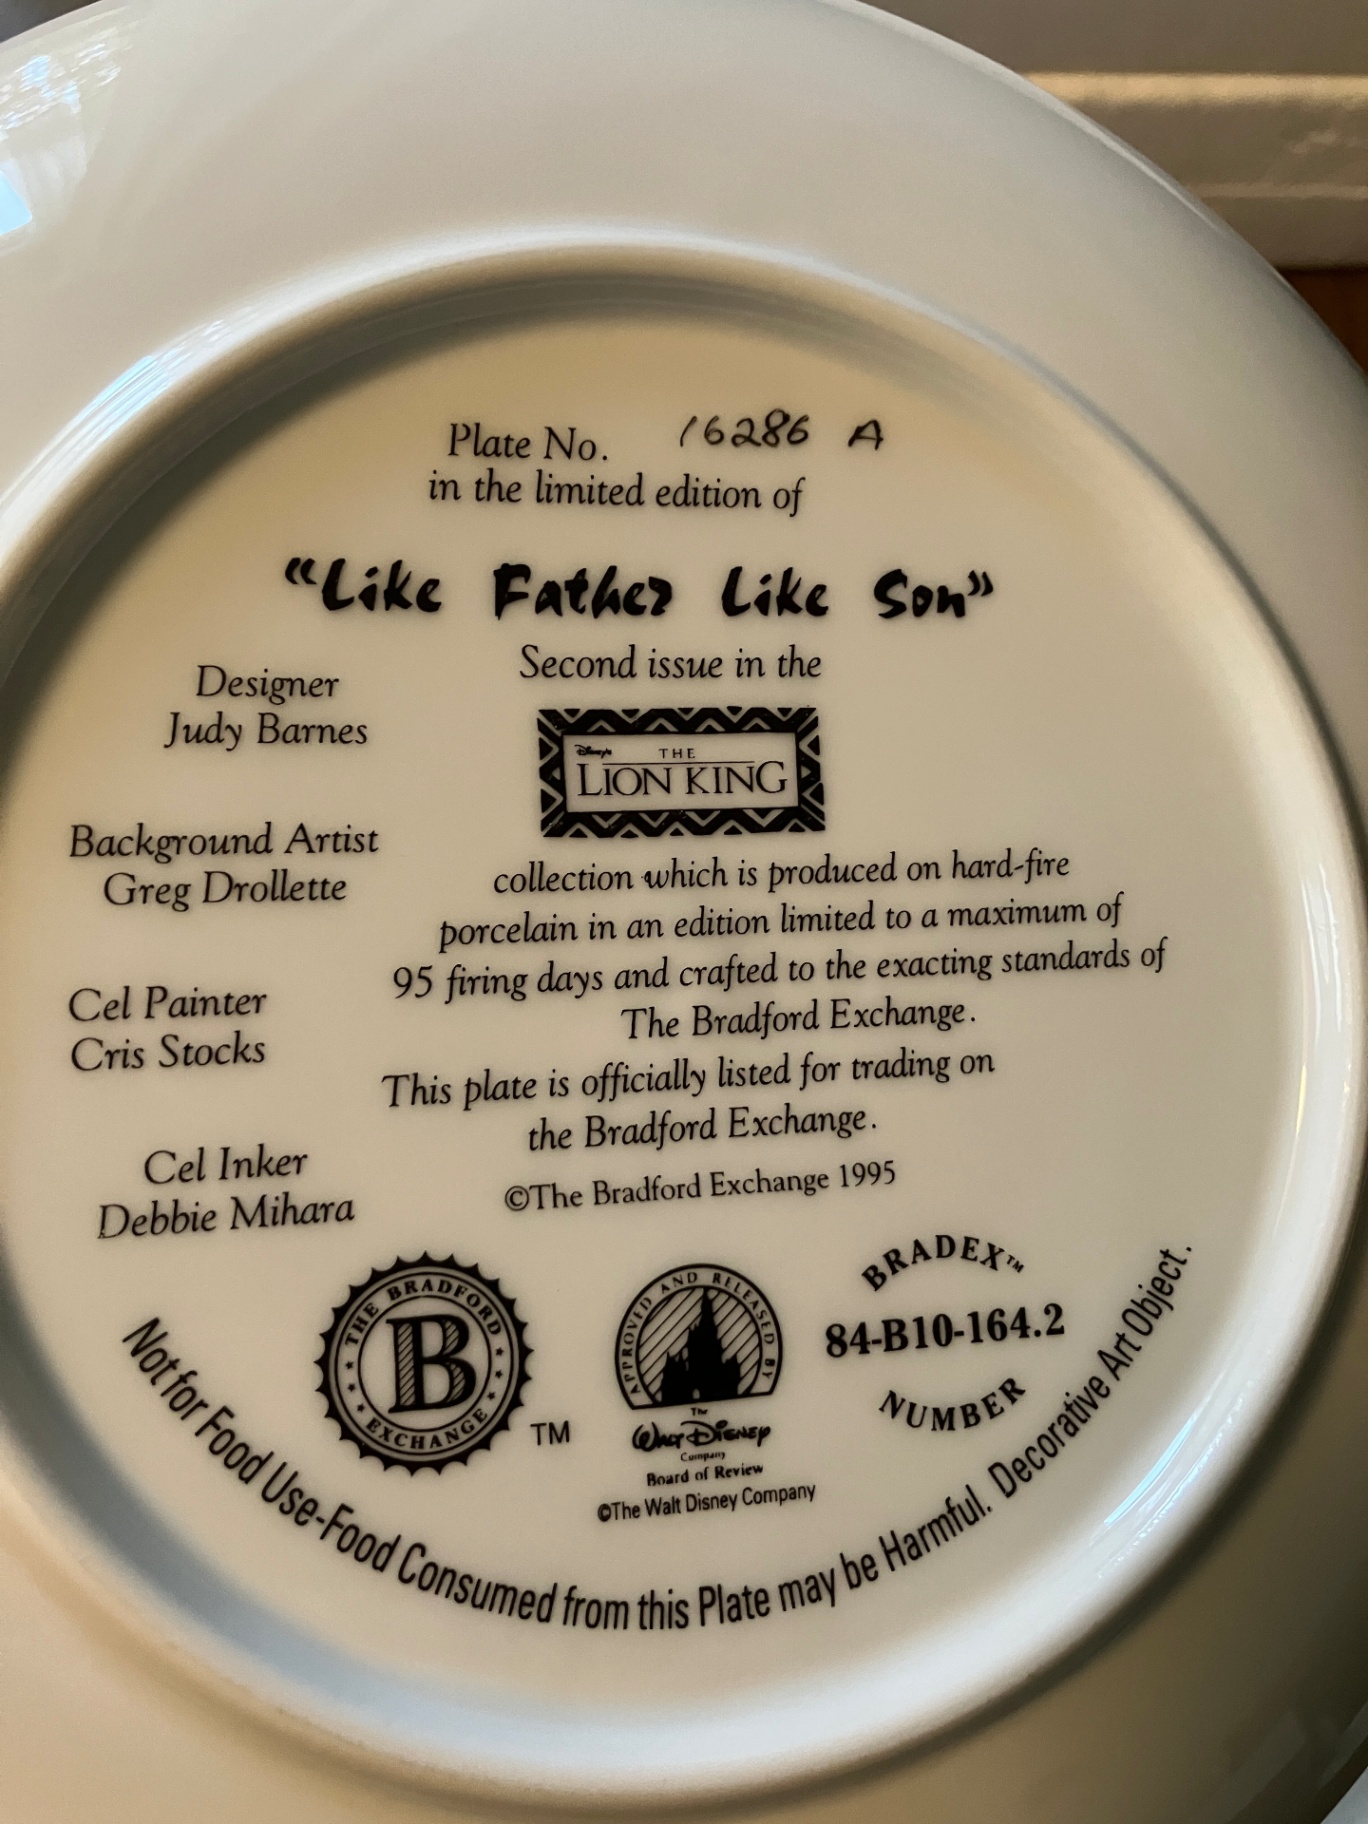 Plate No. 16286 A
in the limited edition of
“Like Father Like Son”
Second issue in the
Disney's
THE
LION KING
collection which is produced on hard-fire
porcelain in an edition limited to a maximum of
95 firing days and crafted to the exacting standards of
The Bradford Exchange.
This plate is officially listed for trading on
the Bradford Exchange.
©The Bradford Exchange 1995
Designer
Judy Barnes
Background Artist
Greg Drollette
Cel Painter
Cris Stocks
Cel Inker
Debbie Mihara
THE BRADFORD
B
EXCHANGE
TM
APPROVED AND RELEASED BY
The
Walt Disney
Company
Board of Review
©The Walt Disney Company
BRADEX™
84-B10-164.2
NUMBER
Not for Food Use-Food Consumed from this Plate may be Harmful. Decorative Art Object.